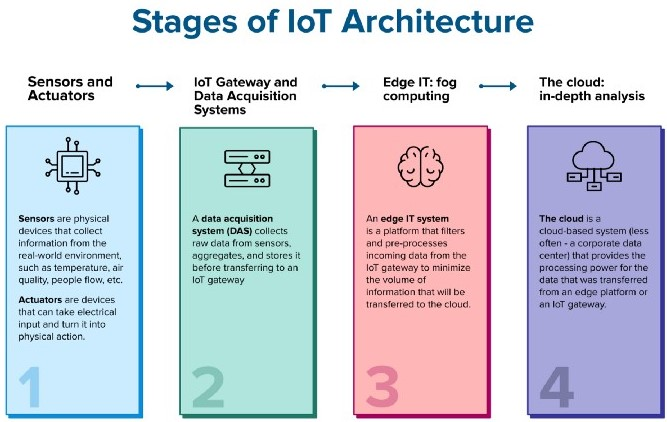 Stages of IoT Architecture
Sensors and
Actuators
IoT Gateway and
Data Acquisition
Systems
Edge IT: fog
computing
The cloud:
in-depth analysis
Sensors are physical
devices that collect
information from the
real-world environment,
such as temperature, air
quality, people flow, etc.
Actuators are devices
that can take electrical
input and turn it into
physical action.
1
A data acquisition
system (DAS) collects
raw data from sensors,
aggregates, and stores it
before transferring to an
IoT gateway
2
An edge IT system
is a platform that filters
and pre-processes
incoming data from the
IoT gateway to minimize
the volume of
information that will be
transferred to the cloud.
3
The cloud is a
cloud-based system (less
often - a corporate data
center) that provides the
processing power for the
data that was transferred
from an edge platform or
an IoT gateway.
4